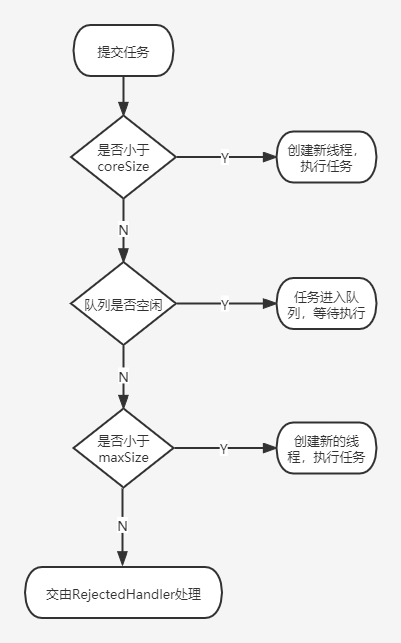 提交任务
是否小于
coreSize
Y
创建新线程，
执行任务
N
队列是否空闲
Y
任务进入队
列，等待执行
N
是否小于
maxSize
Y
创建新的线
程，执行任务
N
交由RejectedHandler处理